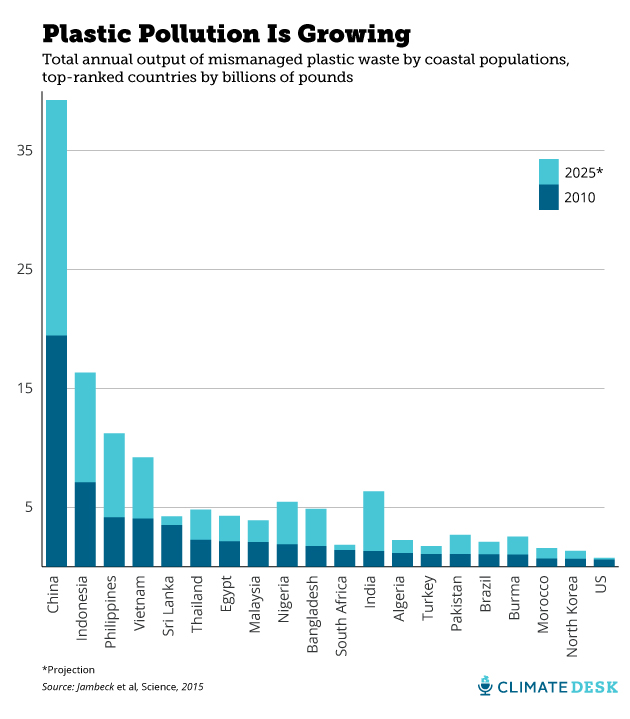 Plastic Pollution Is Growing
Total annual output of mismanaged plastic waste by coastal populations,
top-ranked countries by billions of pounds
35
25
15
5
2025*
2010
China
Indonesia
Philippines
Vietnam
Sri Lanka
Thailand
Egypt
Malaysia
Nigeria
Bangladesh
South Africa
India
Algeria
Turkey
Pakistan
Brazil
Burma
Morocco
North Korea
US
*Projection
Source: Jambeck et al, Science, 2015
CLIMATE DESK